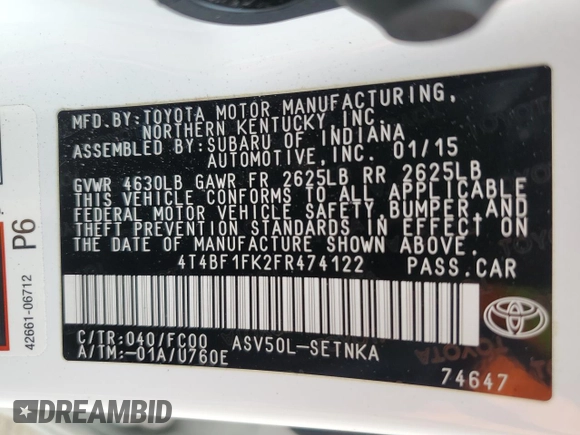 MFD.BY:TOYOTA MOTOR MANUFACTURING,
NORTHERN KENTUCKY INC.
ASSEMBLED BY:SUBARU OF INDIANA
AUTOMOTIVE,INC. 01/15
GVWR 4630LB GAWR FR 2625LB RR 2625LB
THIS VEHICLE CONFORMS TO ALL APPLICABLE
FEDERAL MOTOR VEHICLE SAFETY,BUMPER,AND
THEFT PREVENTION STANDARDS IN EFFECT ON
THE DATE OF MANUFACTURE SHOWN ABOVE.
4T4BF1FK2FR474122 PASS.CAR
C/TR:040/FC00 ASV50L-SETNKA
A/TM:-01A/U760E
74647
TOYOTA
P6
42661-06712
DREAMBID